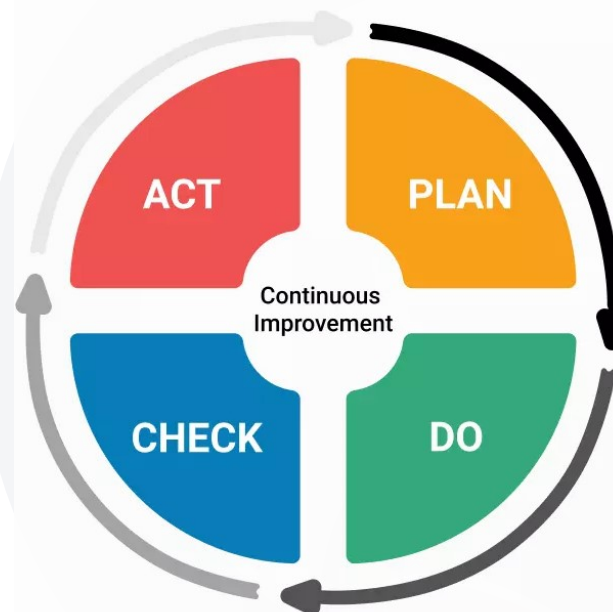 ACT
PLAN
Continuous
Improvement
CHECK
DO